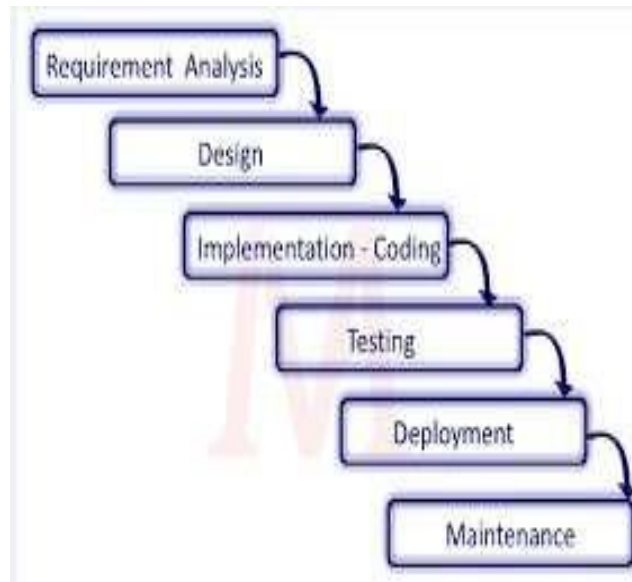 Requirement Analysis
Design
Implementation - Coding
Testing
Deployment
Maintenance
M